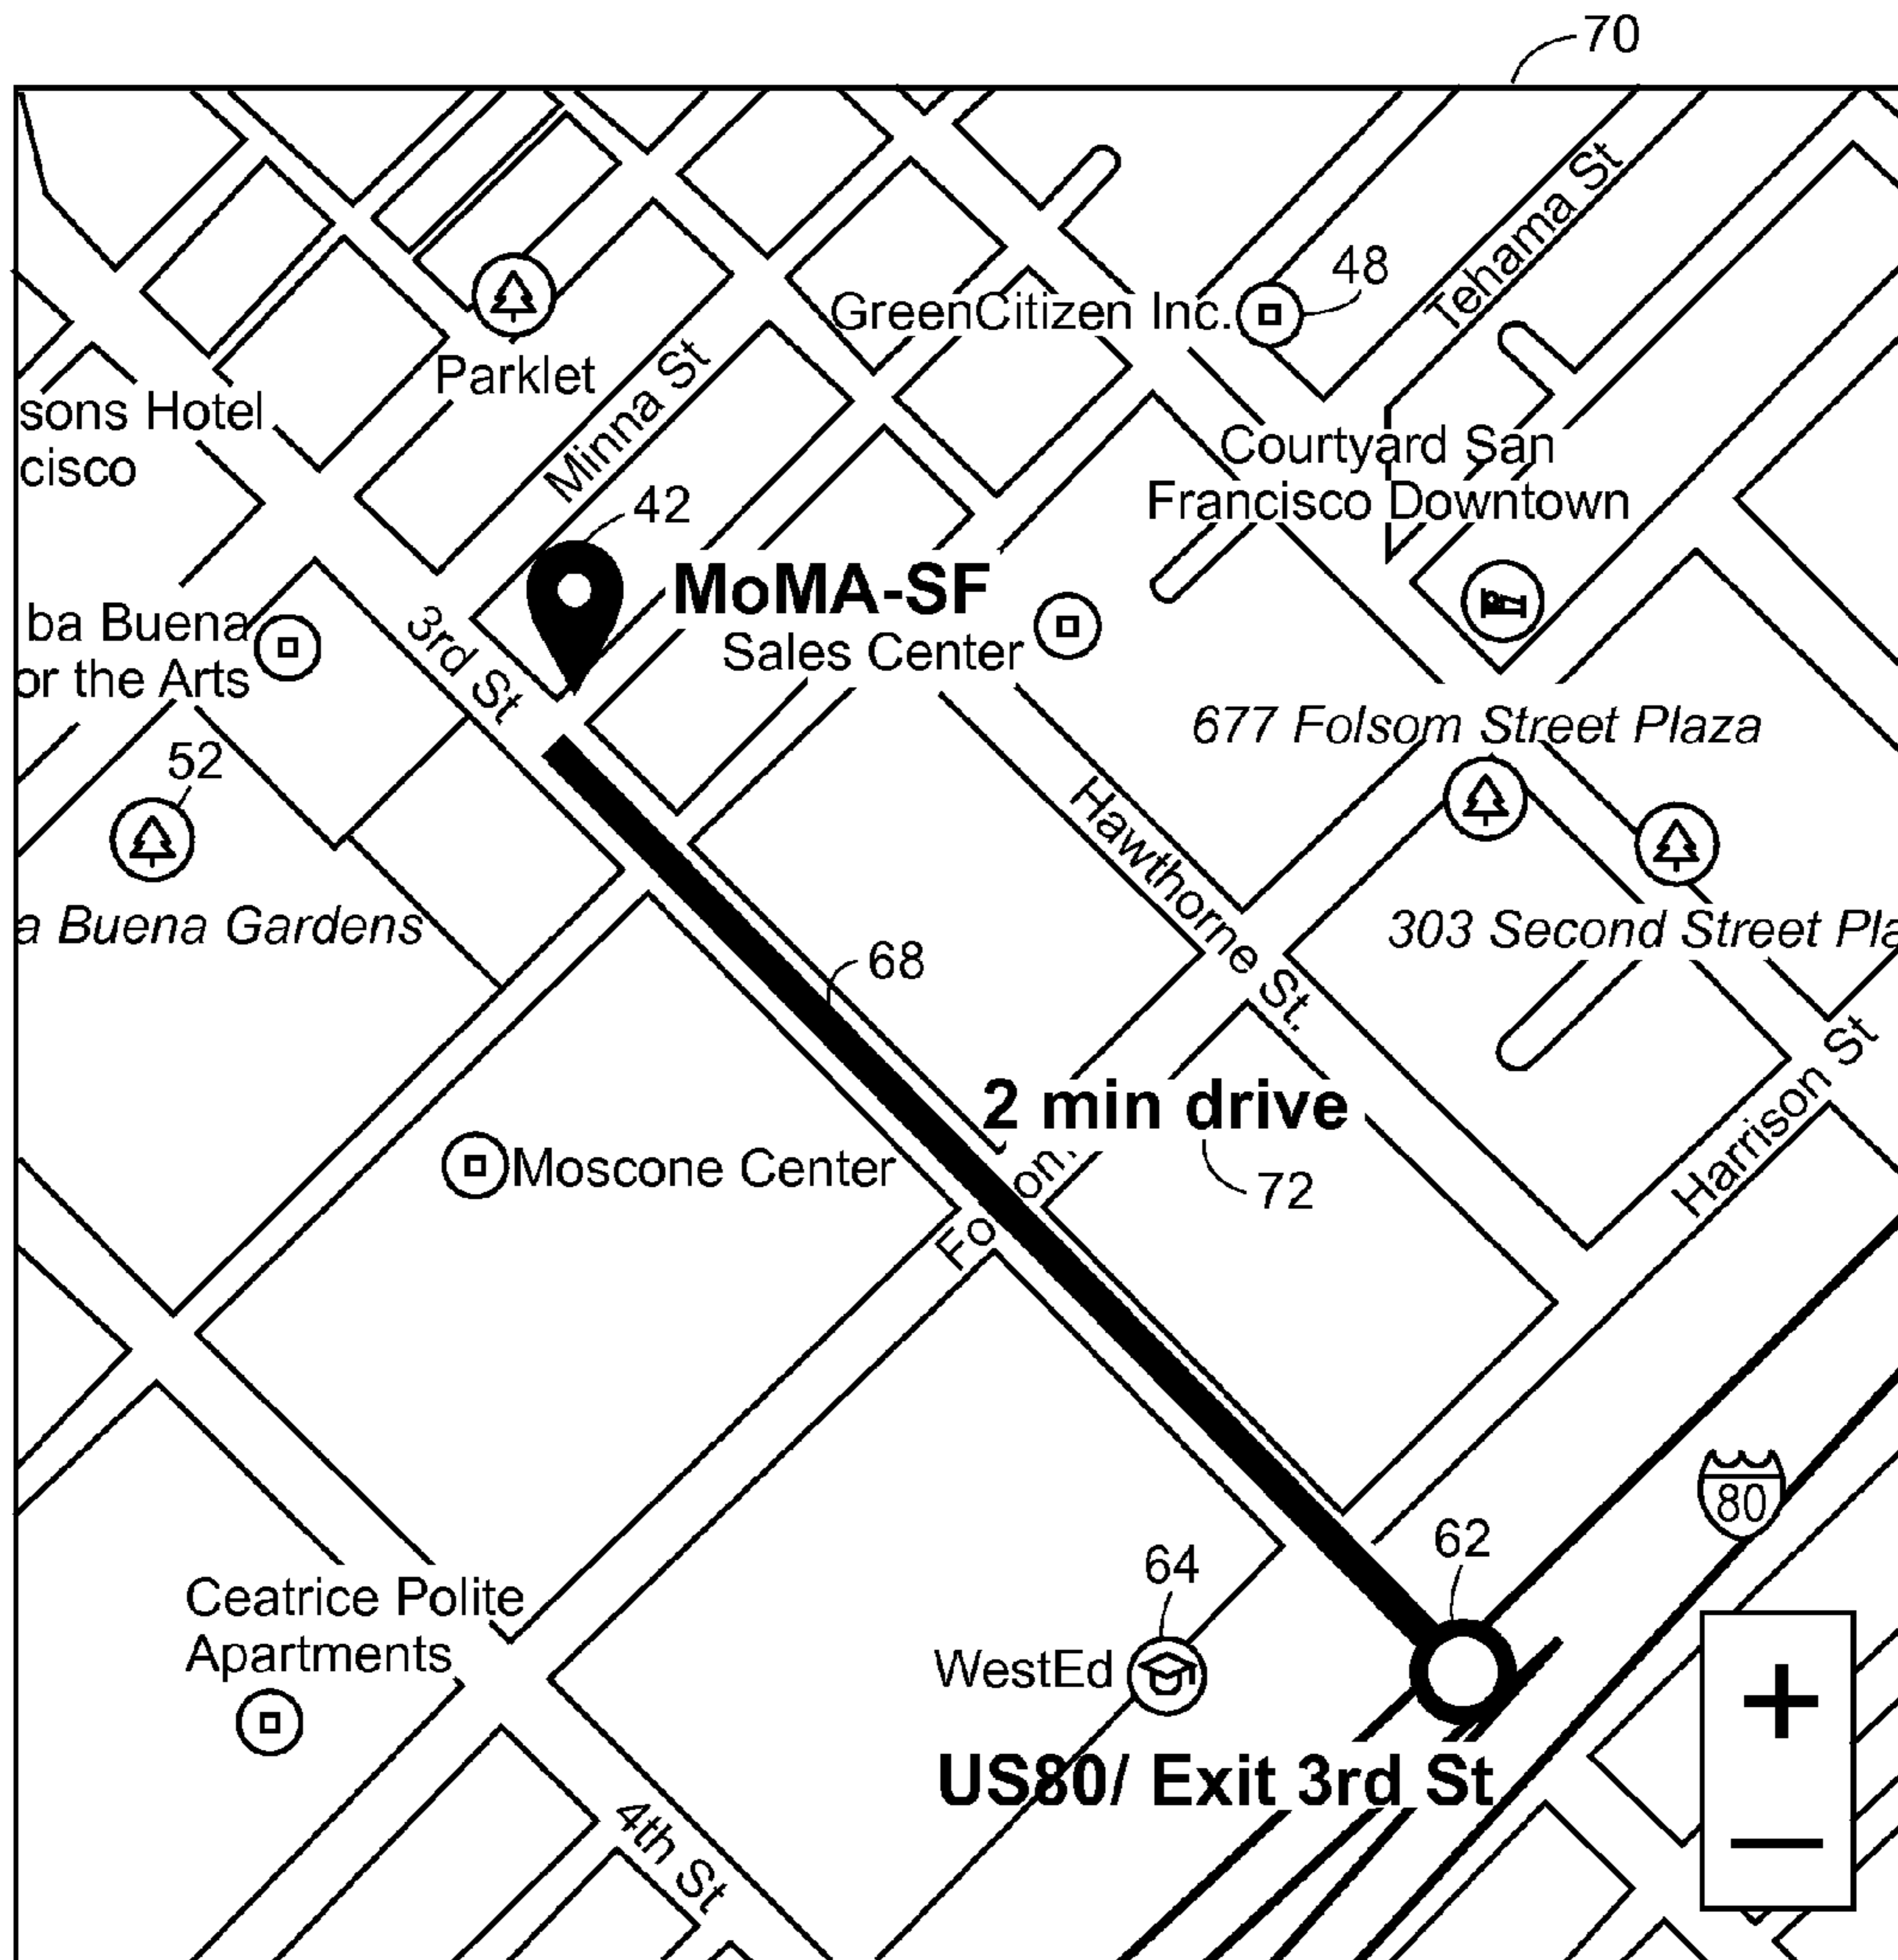 70
Tehama St
48
GreenCitizen Inc.
Parklet
Minna St
sons Hotel
cisco
Courtyard San
Francisco Downtown
42
MoMA-SF
Sales Center
ba Buena
or the Arts
3rd St
677 Folsom Street Plaza
52
Hawthorne St.
a Buena Gardens
303 Second Street Pla
68
Harrison St
2 min drive
72
Moscone Center
Fo on.
80
62
64
Ceatrice Polite
Apartments
WestEd
+
US80/ Exit 3rd St
−
4th St